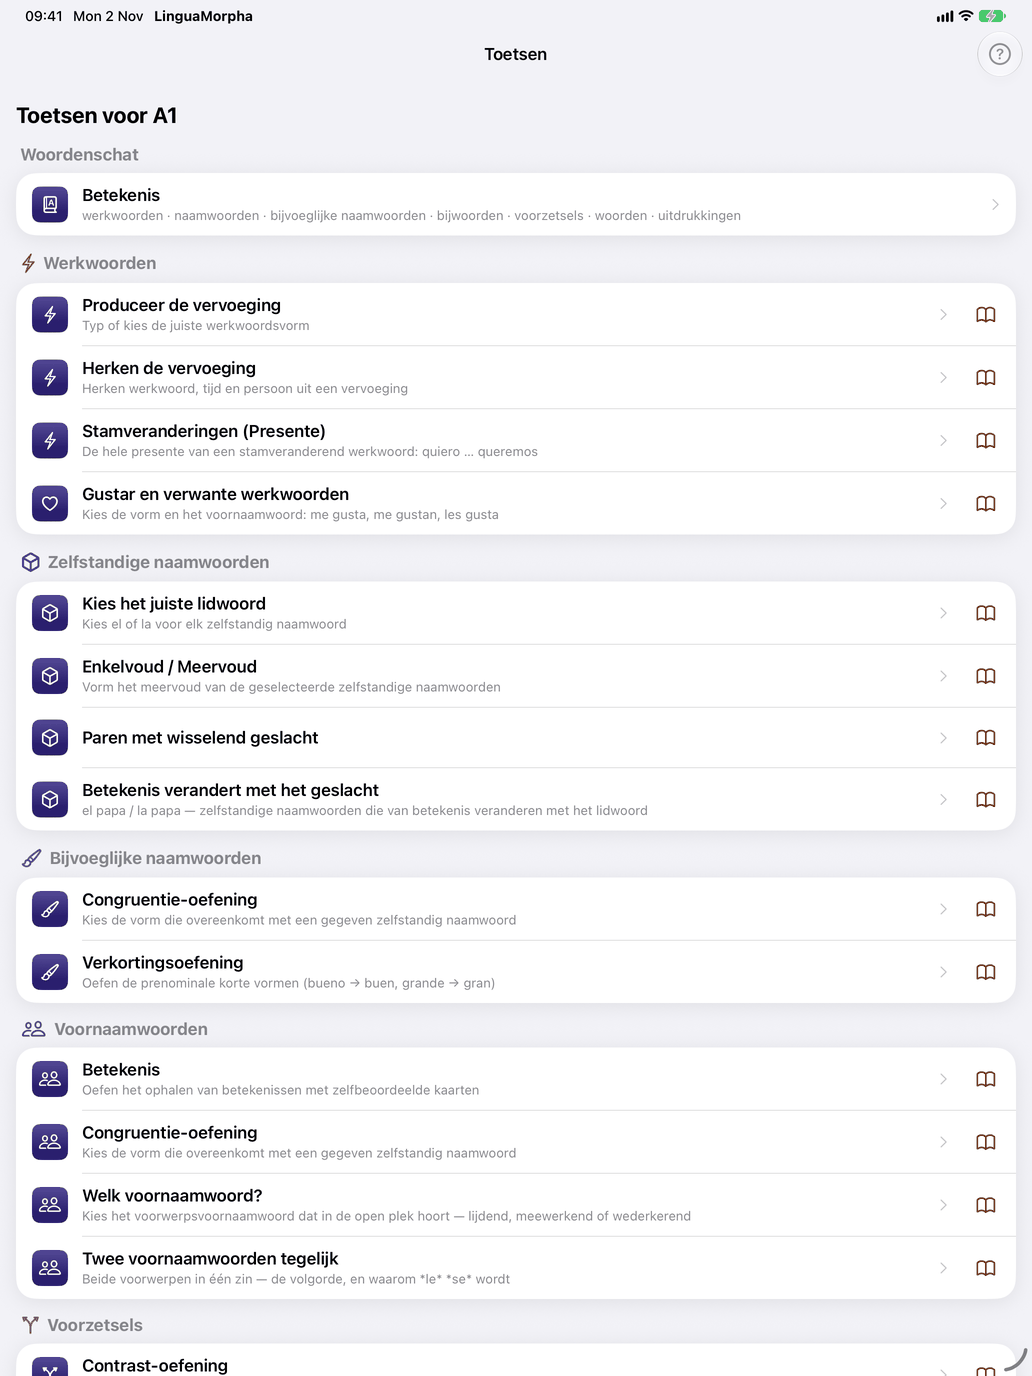 09:41 Mon 2 Nov LinguaMorpha
Toetsen
Toetsen voor A1
Woordenschat
Betekenis
werkwoorden · naamwoorden · bijvoeglijke naamwoorden · bijwoorden · voorzetsels · woorden · uitdrukkingen
Werkwoorden
Produceer de vervoeging
Typ of kies de juiste werkwoordsvorm
Herken de vervoeging
Herken werkwoord, tijd en persoon uit een vervoeging
Stamveranderingen (Presente)
De hele presente van een stamveranderend werkwoord: quiero … queremos
Gustar en verwante werkwoorden
Kies de vorm en het voornaamwoord: me gusta, me gustan, les gusta
Zelfstandige naamwoorden
Kies het juiste lidwoord
Kies el of la voor elk zelfstandig naamwoord
Enkelvoud / Meervoud
Vorm het meervoud van de geselecteerde zelfstandige naamwoorden
Paren met wisselend geslacht
Betekenis verandert met het geslacht
el papa / la papa — zelfstandige naamwoorden die van betekenis veranderen met het lidwoord
Bijvoeglijke naamwoorden
Congruentie-oefening
Kies de vorm die overeenkomt met een gegeven zelfstandig naamwoord
Verkortingsoefening
Oefen de prenominale korte vormen (bueno → buen, grande → gran)
Voornaamwoorden
Betekenis
Oefen het ophalen van betekenissen met zelfbeoordeelde kaarten
Congruentie-oefening
Kies de vorm die overeenkomt met een gegeven zelfstandig naamwoord
Welk voornaamwoord?
Kies het voorwerpsvoornaamwoord dat in de open plek hoort — lijdend, meewerkend of wederkerend
Twee voornaamwoorden tegelijk
Beide voorwerpen in één zin — de volgorde, en waarom *le* *se* wordt
Voorzetsels
Contrast-oefening